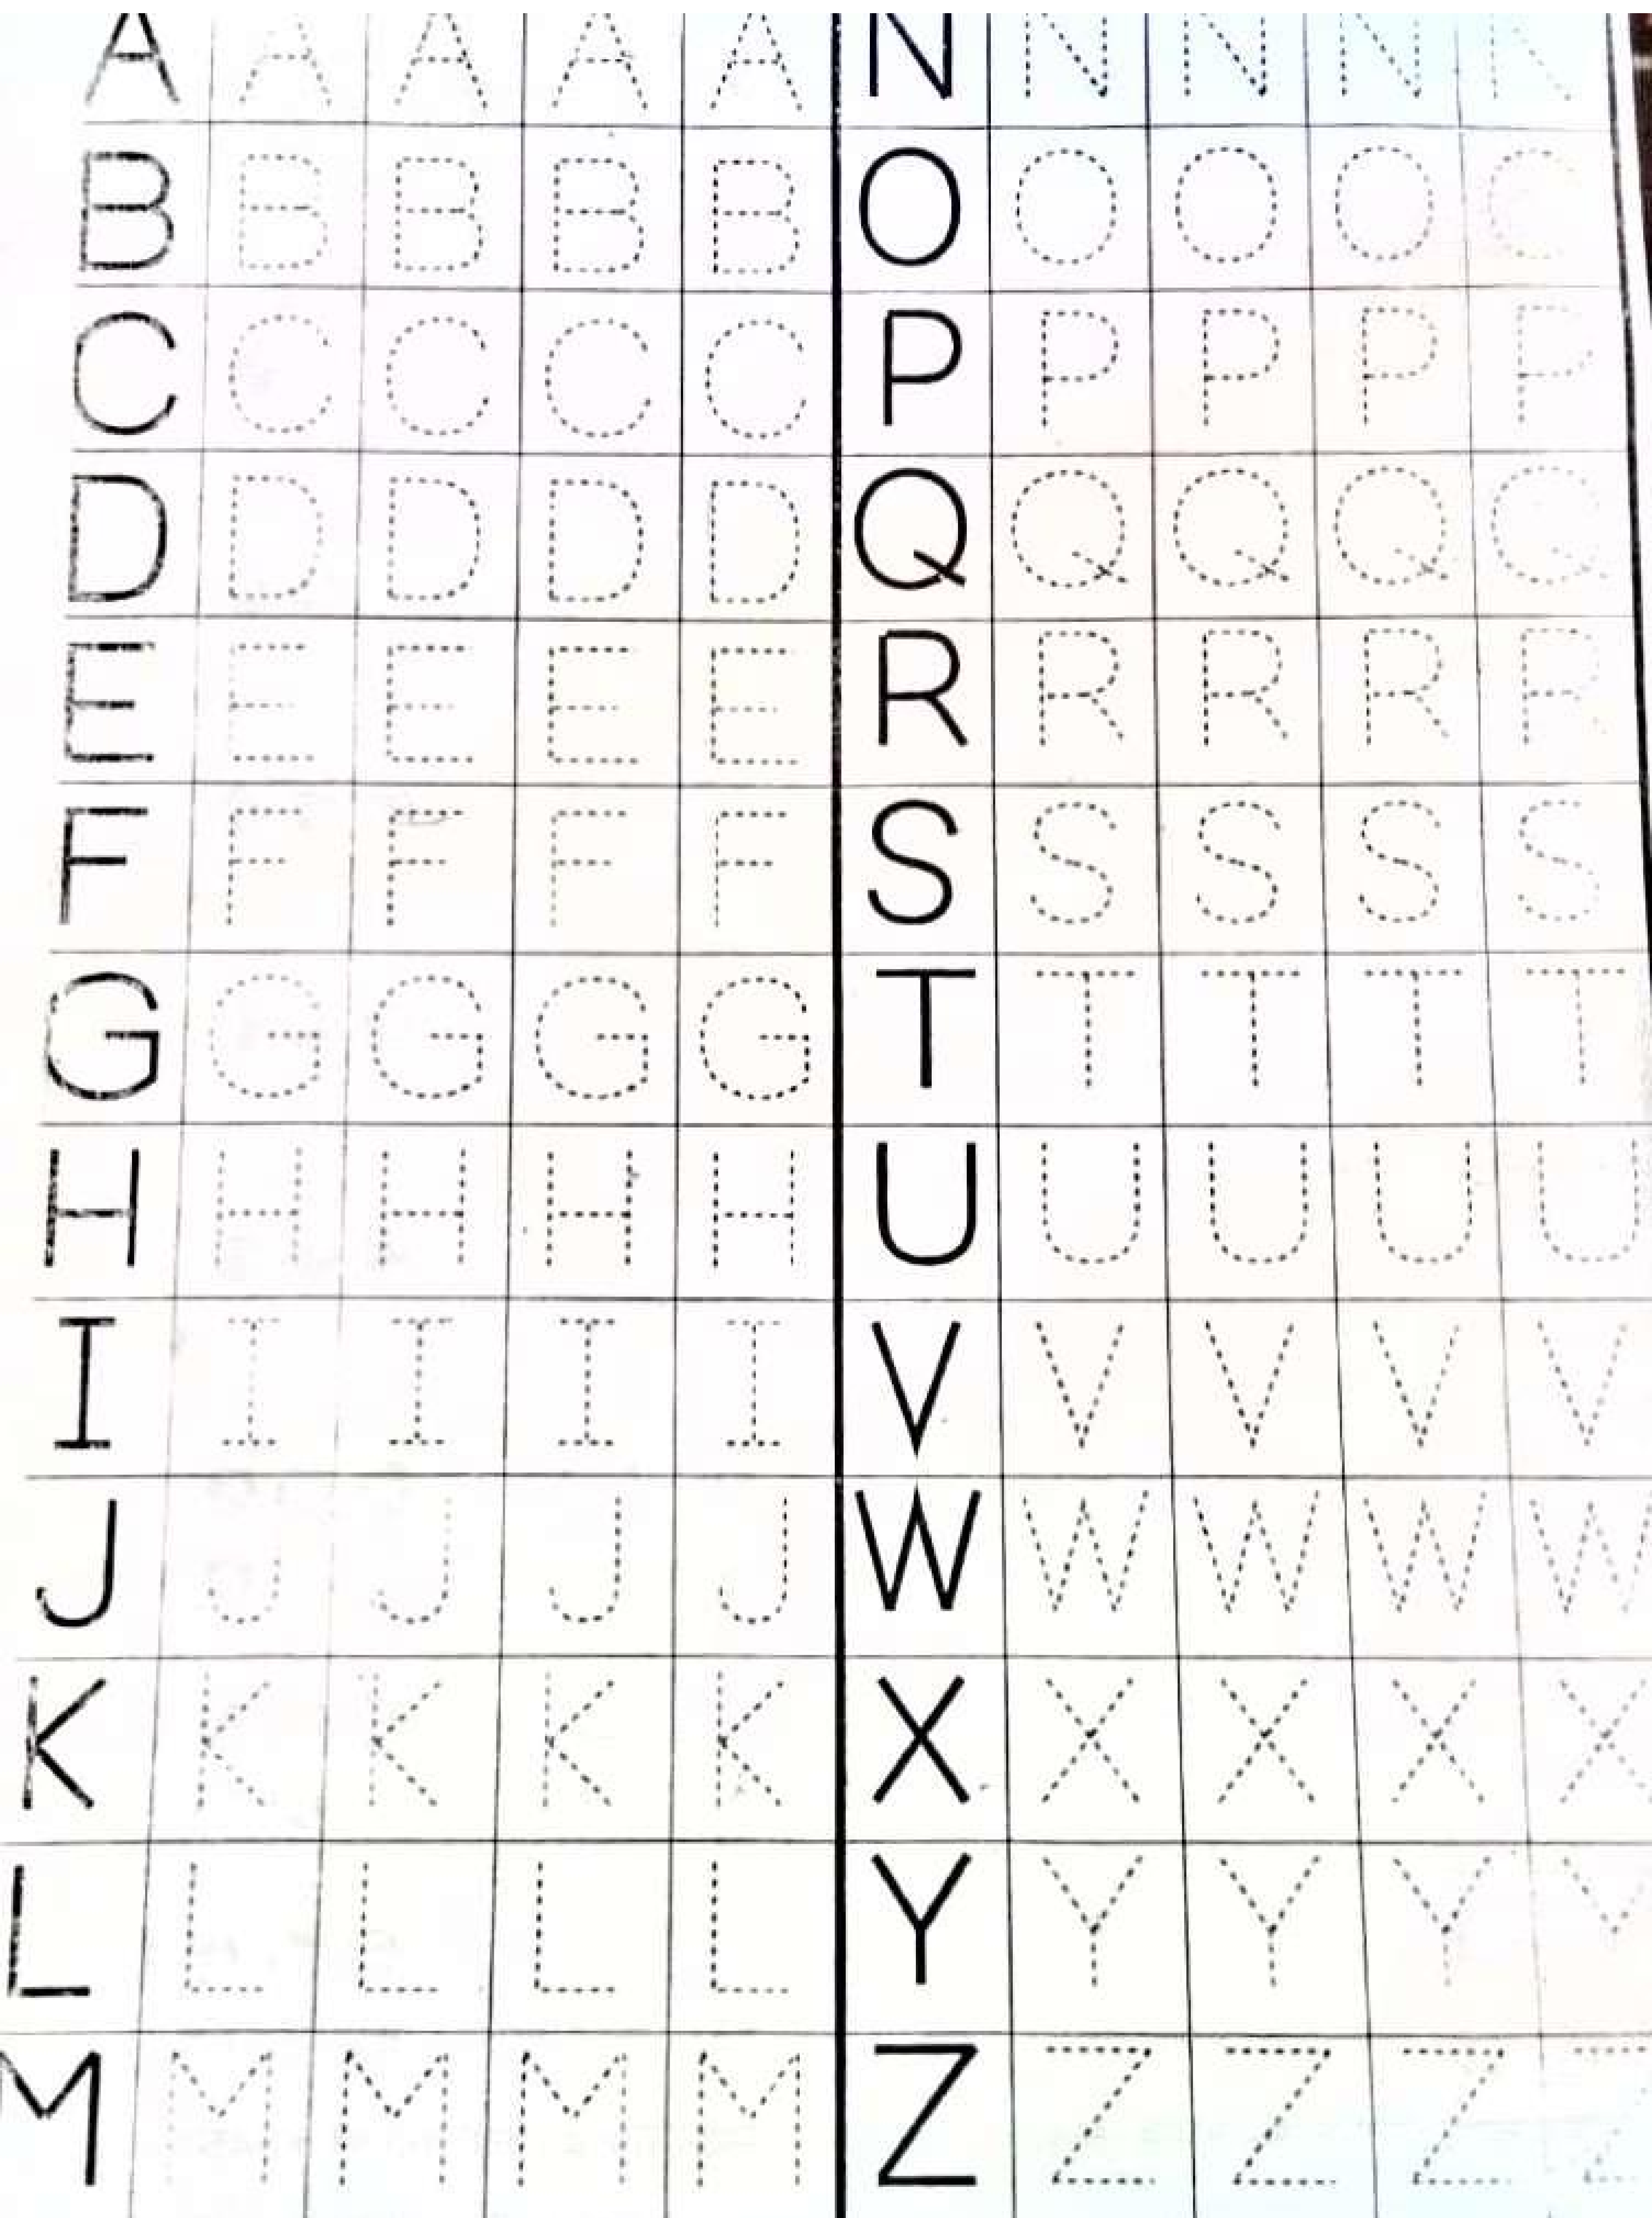 A A A A A N N N N N
B B B B B O O O O O
C C C C C P P P P P
D D D D D Q Q Q Q Q
E E E E E R R R R R
F F F F F S S S S S
G G G G G T T T T T
H H H H H U U U U U
I I I I I V V V V V
J J J J J W W W W W
K K K K K X X X X X
L L L L L Y Y Y Y Y
M M M M M Z Z Z Z Z